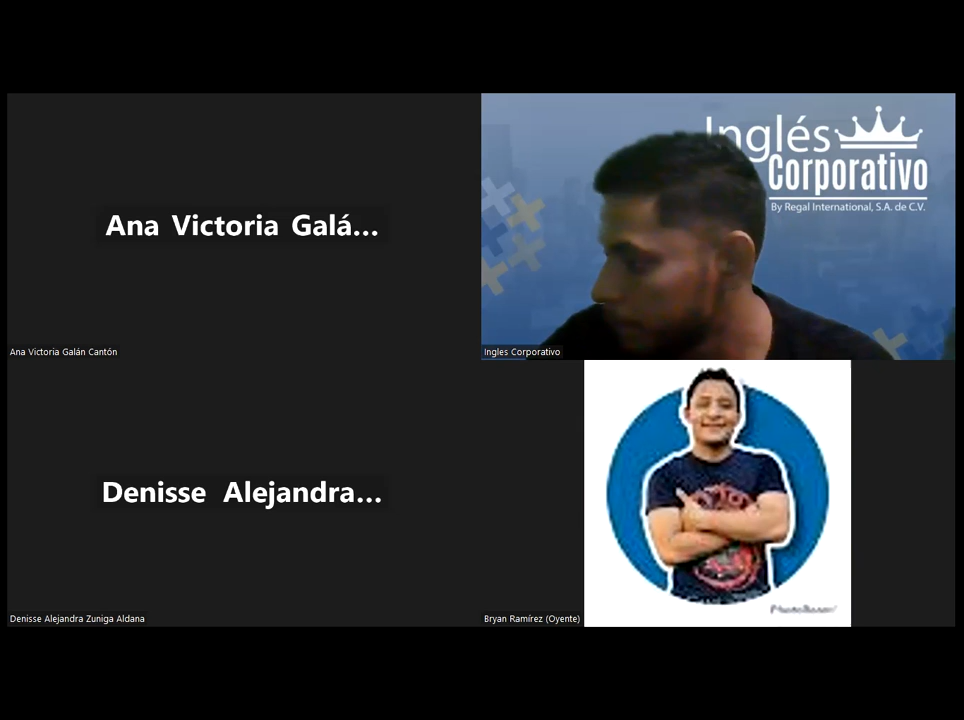 Ana Victoria Galá...
Ana Victoria Galán Cantón
Inglés
Corporativo
By Regal International, S.A. de C.V.
Ingles Corporativo
Denisse Alejandra...
Denisse Alejandra Zuniga Aldana
Bryan Ramírez (Oyente)